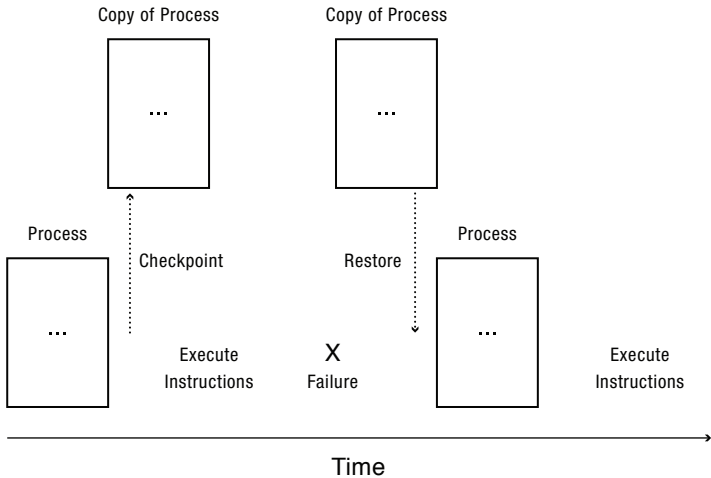 Copy of Process
Copy of Process
...
...
Process
Process
Checkpoint
Restore
...
...
Execute
Instructions
X
Failure
Execute
Instructions
Time